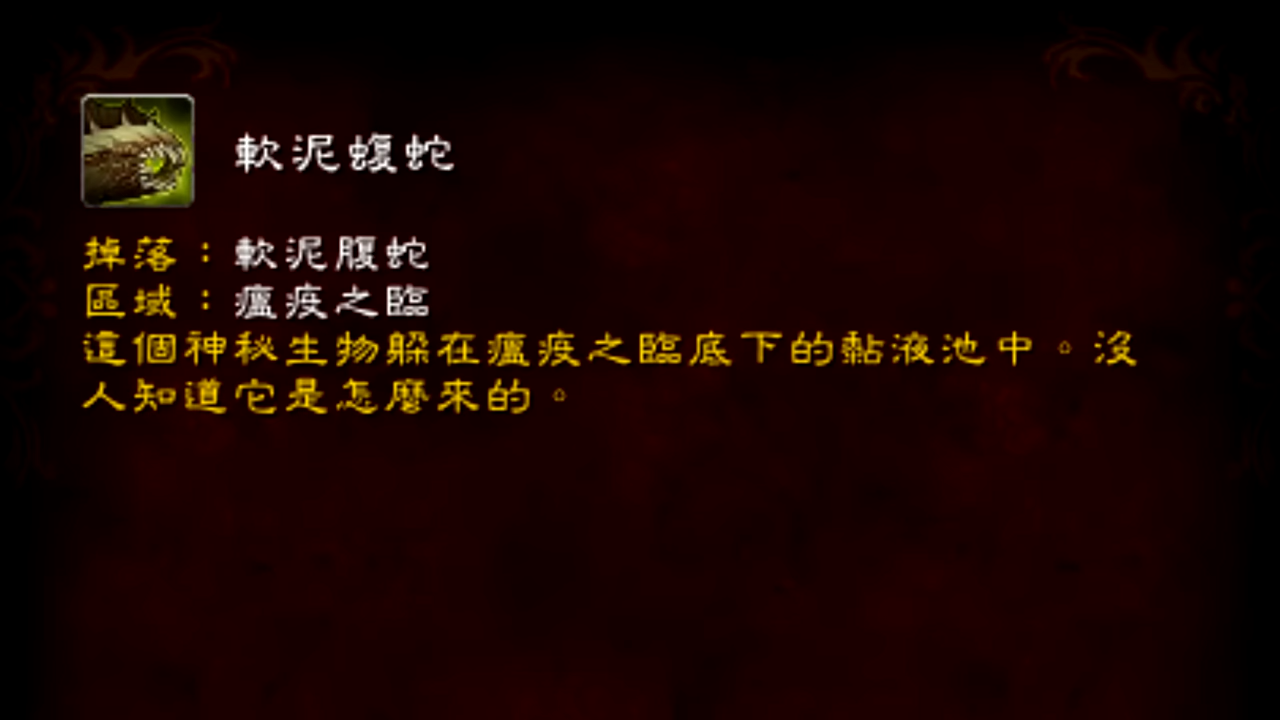 軟泥蝮蛇
掉落：軟泥腹蛇
區域：瘟疫之臨
這個神秘生物躲在瘟疫之臨底下的黏液池中。沒
人知道它是怎麼來的。